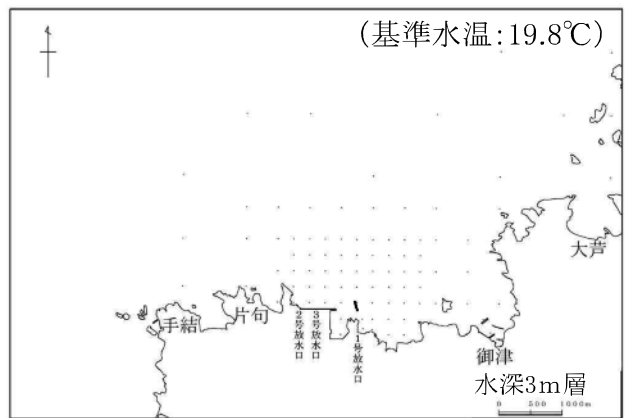 (基準水温:19.8℃)
大芦
手結
片句
2号放水口
3号放水口
1号放水口
御津
水深3m層
0 500 1000m